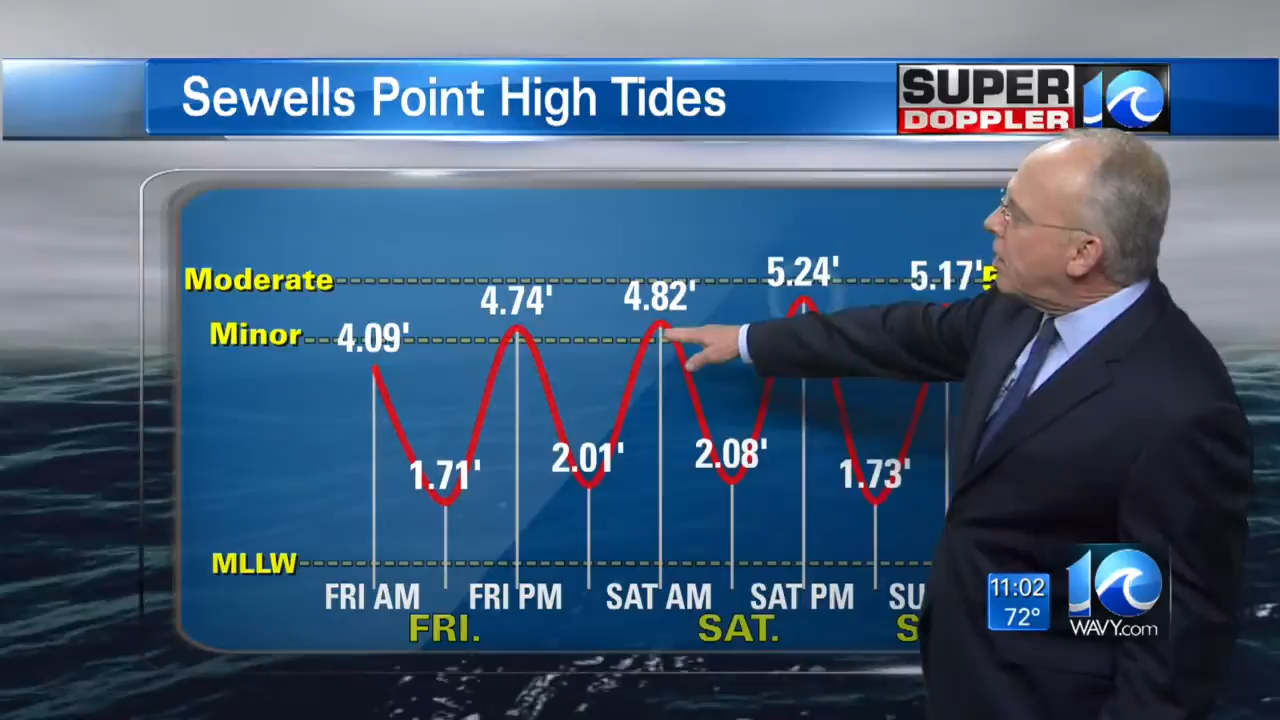 Sewells Point High Tides
SUPER
DOPPLER 10
Moderate
5.24'
5.17'
4.74'
4.82'
Minor
4.09'
2.01'
2.08'
1.71'
1.73'
MLLW
FRI AM
FRI PM
SAT AM
SAT PM
FRI.
SAT.
11:02
72°
10
WAVY.com